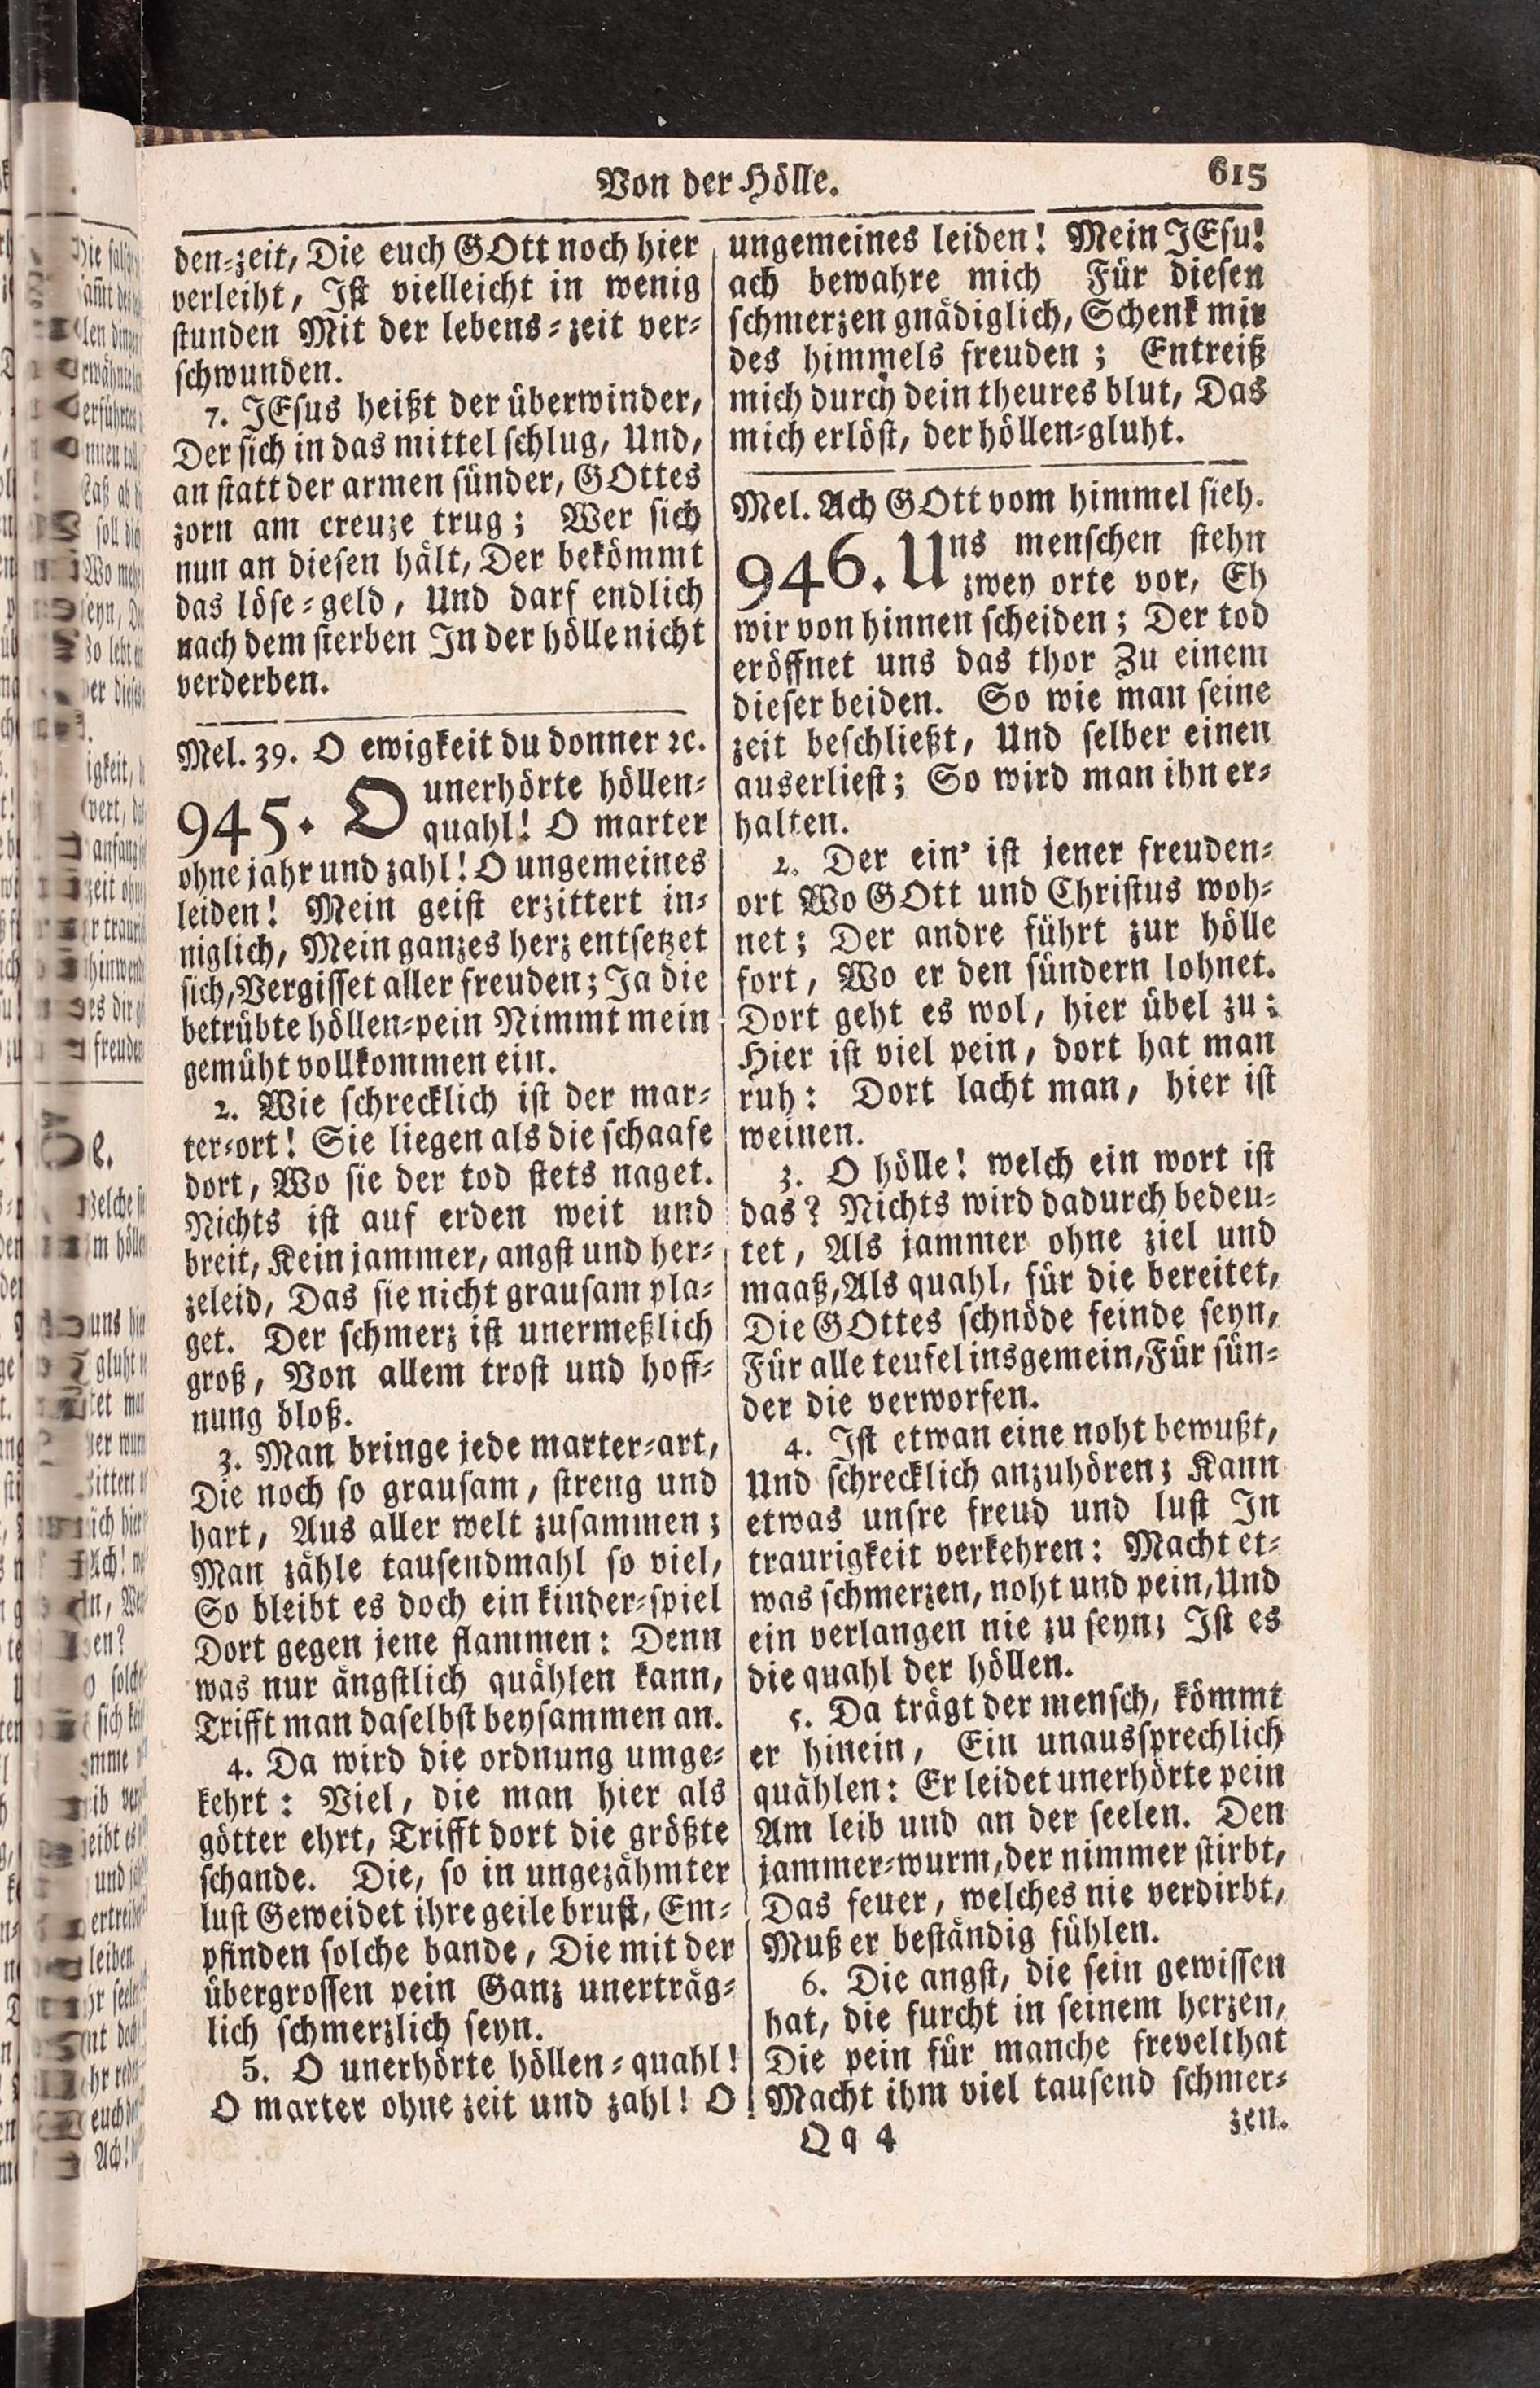 Von der Hölle. 615
den-zeit, Die euch GOtt noch hier
verleiht, Ist vielleicht in wenig
stunden Mit der lebens-zeit ver-
schwunden.
7. JEsus heißt der überwinder,
Der sich in das mittel schlug, Und,
an statt der armen sünder, GOttes
zorn am creuze trug; Wer sich
nun an diesen hält, Der bekömmt
das löse-geld, Und darf endlich
nach dem sterben In der hölle nicht
verderben.
Mel. 39. O ewigkeit du donner ꝛc.
945. O unerhörte höllen-
quahl! O marter
ohne jahr und zahl! O ungemeines
leiden! Mein geist erzittert in-
niglich, Mein ganzes herz entsetzet
sich, Vergisset aller freuden; Ja die
betrübte höllen-pein Nimmt mein
gemüht vollkommen ein.
2. Wie schrecklich ist der mar-
ter-ort! Sie liegen als die schaafe
dort, Wo sie der tod stets naget.
Nichts ist auf erden weit und
breit, Kein jammer, angst und her-
zeleid, Das sie nicht grausam pla-
get. Der schmerz ist unermeßlich
groß, Von allem trost und hoff-
nung bloß.
3. Man bringe jede marter-art,
Die noch so grausam, streng und
hart, Aus aller welt zusammen;
Man zähle tausendmahl so viel,
So bleibt es doch ein kinder-spiel
Dort gegen jene flammen: Denn
was nur ängstlich quählen kann,
Trifft man daselbst beysammen an.
4. Da wird die ordnung umge-
kehrt: Viel, die man hier als
götter ehrt, Trifft dort die größte
schande. Die, so in ungezähmter
lust Geweidet ihre geile brust, Em-
pfinden solche bande, Die mit der
übergrossen pein Ganz unerträg-
lich schmerzlich seyn.
5. O unerhörte höllen-quahl!
O marter ohne zeit und zahl! O
ungemeines leiden! Mein JEsu!
ach bewahre mich Für diesen
schmerzen gnädiglich, Schenk mir
des himmels freuden; Entreiß
mich durch dein theures blut, Das
mich erlöst, der höllen-gluht.
Mel. Ach GOtt vom himmel sieh.
946. Uns menschen stehn
zwey orte vor, Eh
wir von hinnen scheiden; Der tod
eröffnet uns das thor Zu einem
dieser beiden. So wie man seine
zeit beschließt, Und selber einen
auserliest; So wird man ihn er-
halten.
2. Der ein' ist jener freuden-
ort Wo GOtt und Christus woh-
net; Der andre führt zur hölle
fort, Wo er den sündern lohnet.
Dort geht es wol, hier übel zu:
Hier ist viel pein, dort hat man
ruh: Dort lacht man, hier ist
weinen.
3. O hölle! welch ein wort ist
das? Nichts wird dadurch bedeu-
tet, Als jammer ohne ziel und
maaß, Als quahl, für die bereitet,
Die GOttes schnöde feinde seyn,
Für alle teufel insgemein, Für sün-
der die verworfen.
4. Ist etwan eine noht bewußt,
Und schrecklich anzuhören; Kann
etwas unsre freud und lust In
traurigkeit verkehren: Macht et-
was schmerzen, noht und pein, Und
ein verlangen nie zu seyn; Ist es
die quahl der höllen.
5. Da trägt der mensch, kömmt
er hinein, Ein unaussprechlich
quählen: Er leidet unerhörte pein
Am leib und an der seelen. Den
jammer-wurm, der nimmer stirbt,
Das feuer, welches nie verdirbt,
Muß er beständig fühlen.
6. Die angst, die sein gewissen
hat, die furcht in seinem herzen,
Die pein für manche frevelthat
Macht ihm viel tausend schmer-
Qq 4 zen.